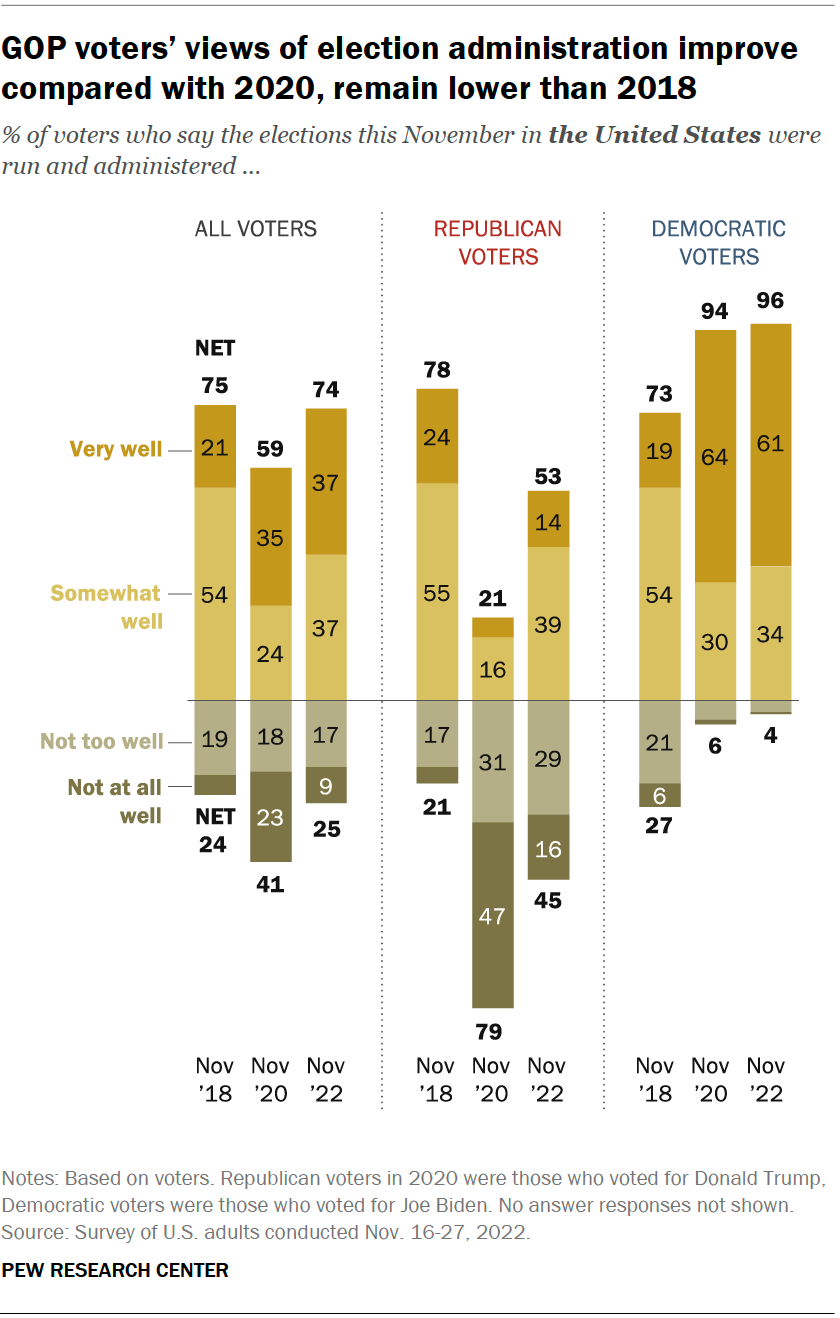 GOP voters’ views of election administration improve
compared with 2020, remain lower than 2018
% of voters who say the elections this November in the United States were
run and administered ...
ALL VOTERS
REPUBLICAN
VOTERS
DEMOCRATIC
VOTERS
NET
75
59
74
78
21
53
73
94
96
Very well
21
35
37
24
14
19
64
61
Somewhat
well
54
24
37
55
16
39
54
30
34
Not too well
19
18
17
17
31
29
21
Not at all
well
23
9
47
16
6
NET
24
41
25
21
79
45
27
6
4
Nov
’18
Nov
’20
Nov
’22
Nov
’18
Nov
’20
Nov
’22
Nov
’18
Nov
’20
Nov
’22
Notes: Based on voters. Republican voters in 2020 were those who voted for Donald Trump,
Democratic voters were those who voted for Joe Biden. No answer responses not shown.
Source: Survey of U.S. adults conducted Nov. 16-27, 2022.
PEW RESEARCH CENTER